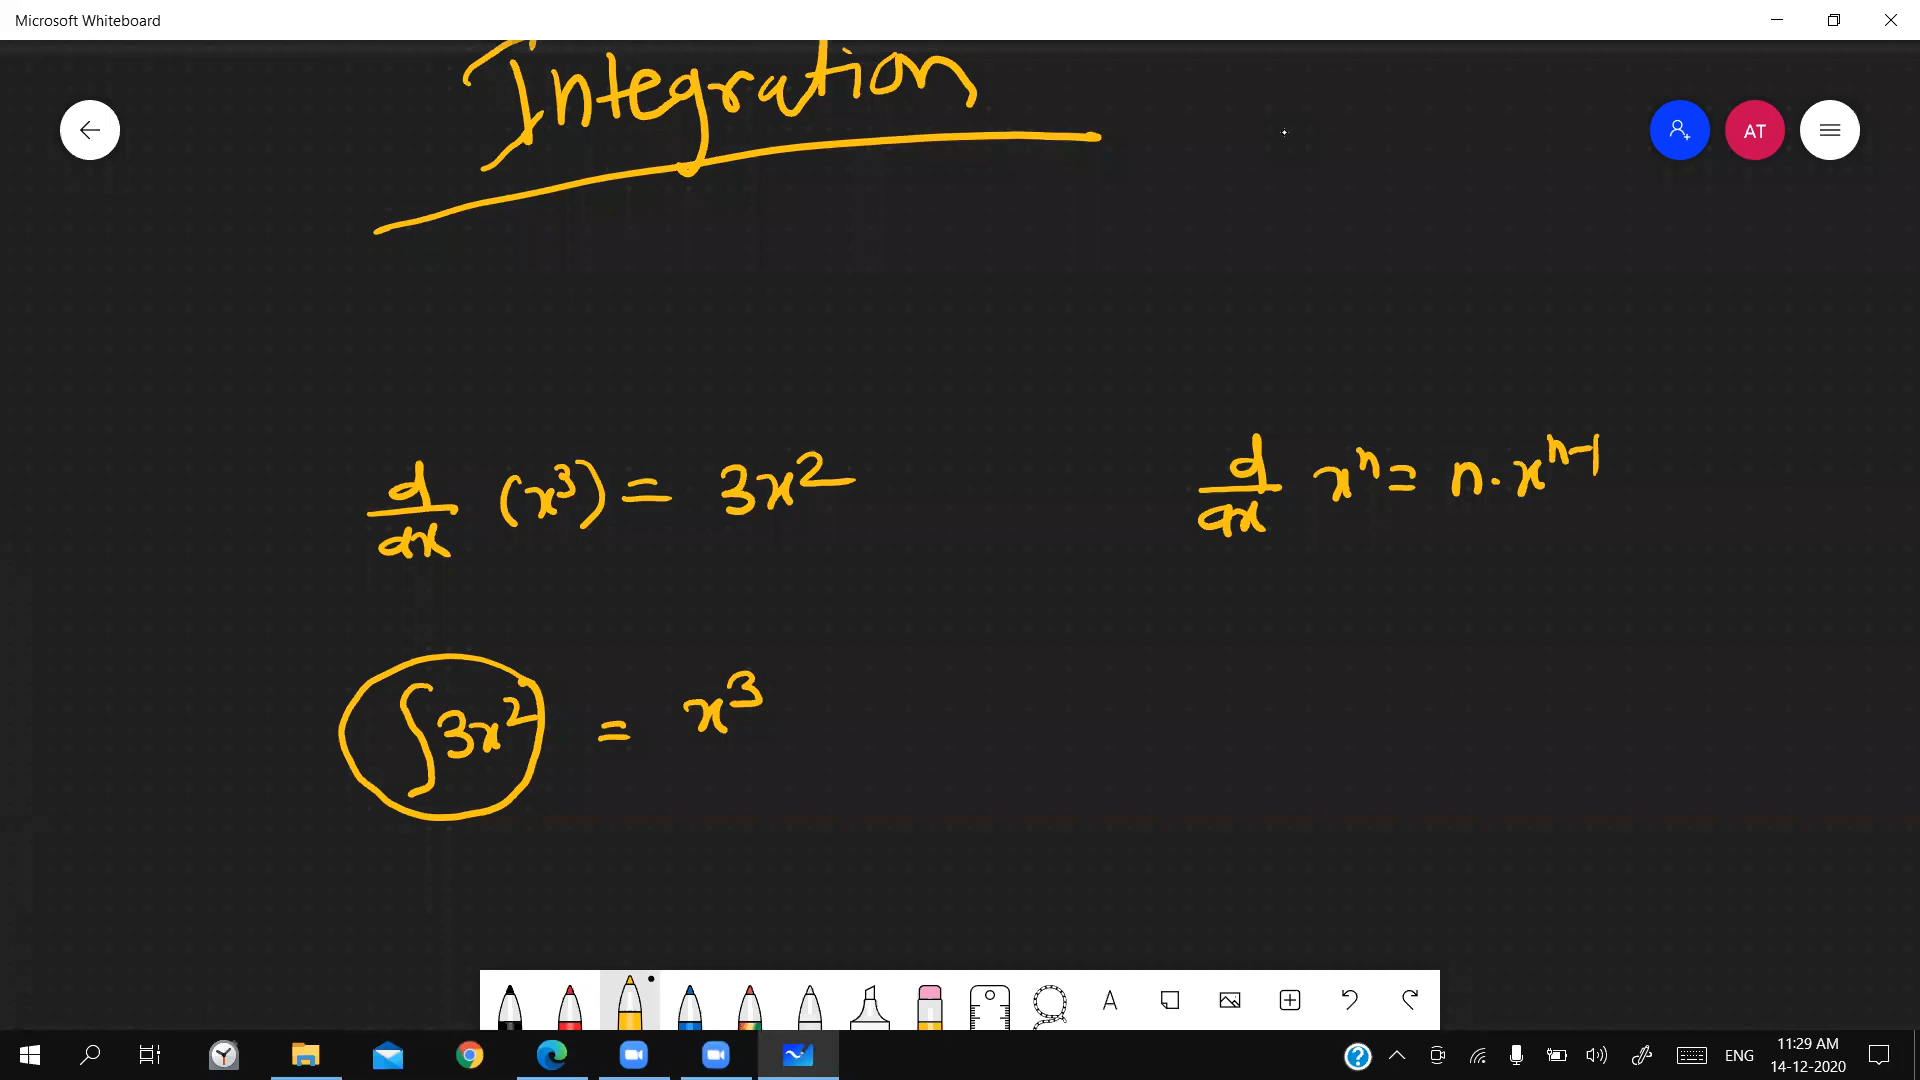 Microsoft Whiteboard
Integration
AT
d/dx (x³) = 3x²
d/dx xⁿ = n · xⁿ⁻¹
∫3x² = x³
A
ENG
11:29 AM
14-12-2020